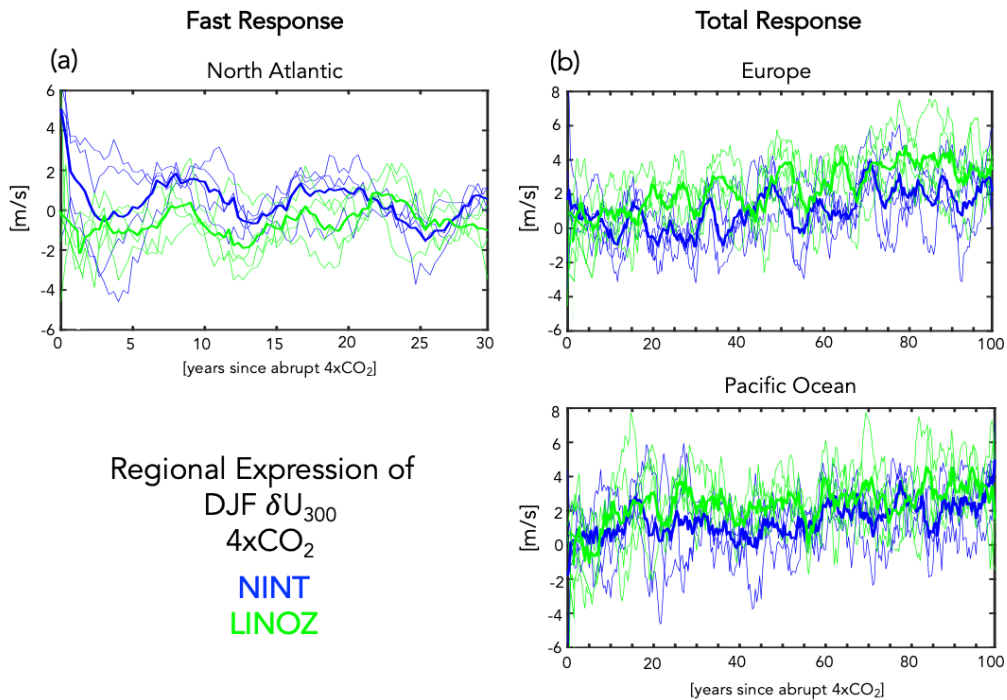 Fast Response
Total Response
(a)
North Atlantic
6
4
2
0
-2
-4
-6
[m/s]
0 5 10 15 20 25 30
[years since abrupt 4xCO₂]
(b)
Europe
8
6
4
2
0
-2
-4
-6
[m/s]
0 20 40 60 80 100
Pacific Ocean
8
6
4
2
0
-2
-4
-6
[m/s]
0 20 40 60 80 100
[years since abrupt 4xCO₂]
Regional Expression of
DJF δU₃₀₀
4xCO₂
NINT
LINOZ